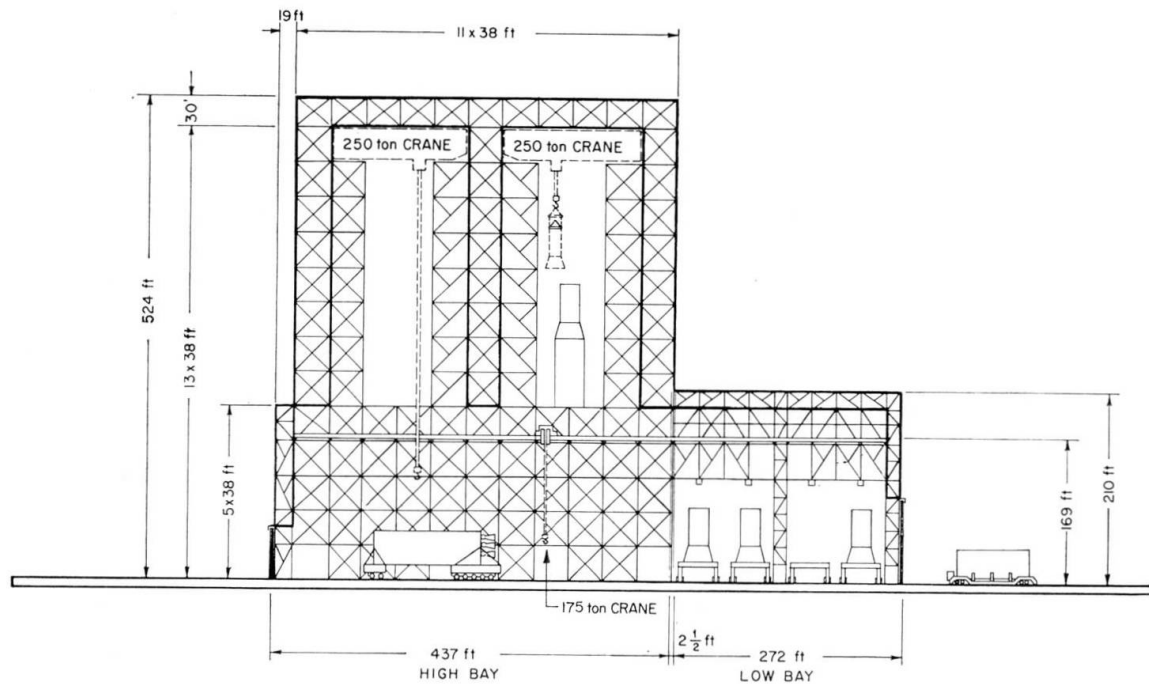 19 ft
11 x 38 ft
30'
250 ton CRANE
250 ton CRANE
524 ft
13 x 38 ft
5 x 38 ft
169 ft
210 ft
175 ton CRANE
2 1/2 ft
437 ft
272 ft
HIGH BAY
LOW BAY